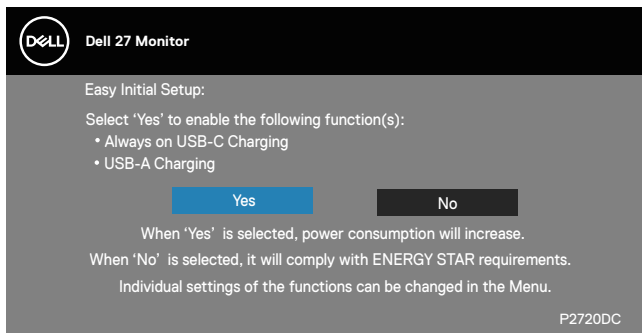 DELL
Dell 27 Monitor
Easy Initial Setup:
Select ‘Yes’ to enable the following function(s):
• Always on USB-C Charging
• USB-A Charging
Yes No
When ‘Yes’ is selected, power consumption will increase.
When ‘No’ is selected, it will comply with ENERGY STAR requirements.
Individual settings of the functions can be changed in the Menu.
P2720DC